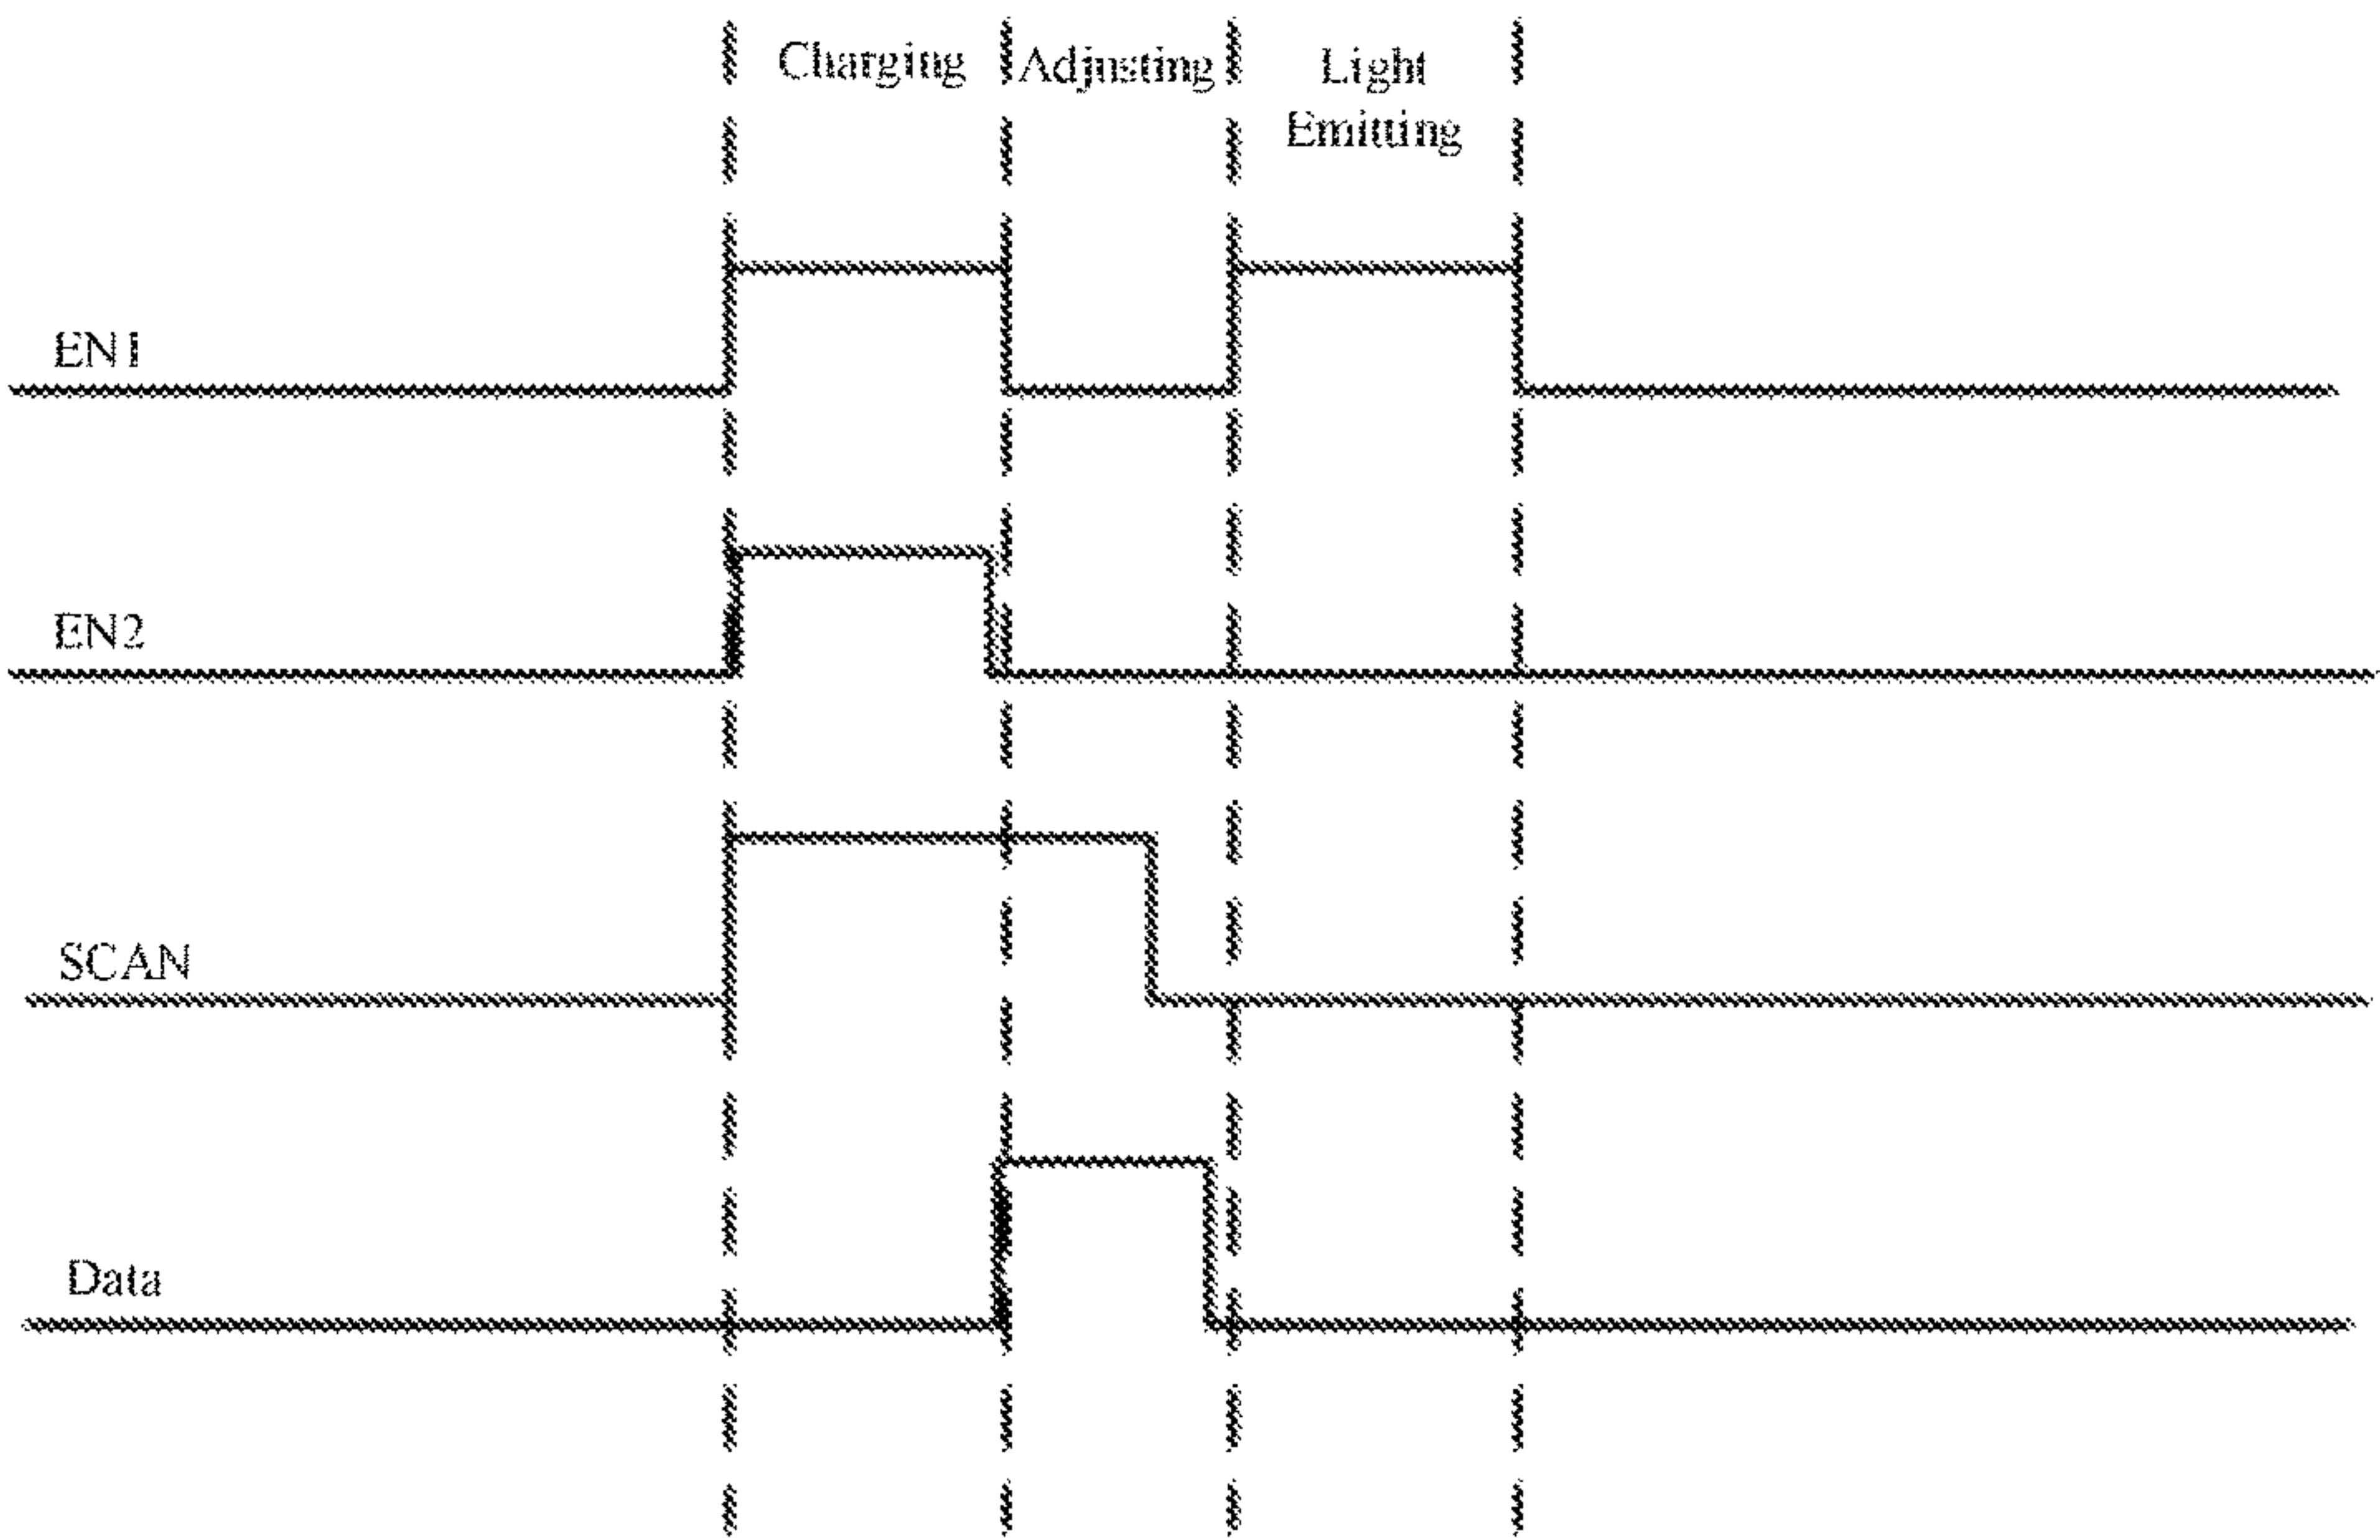 Charging
Adjusting
Light
Emitting
EN1
EN2
SCAN
Data